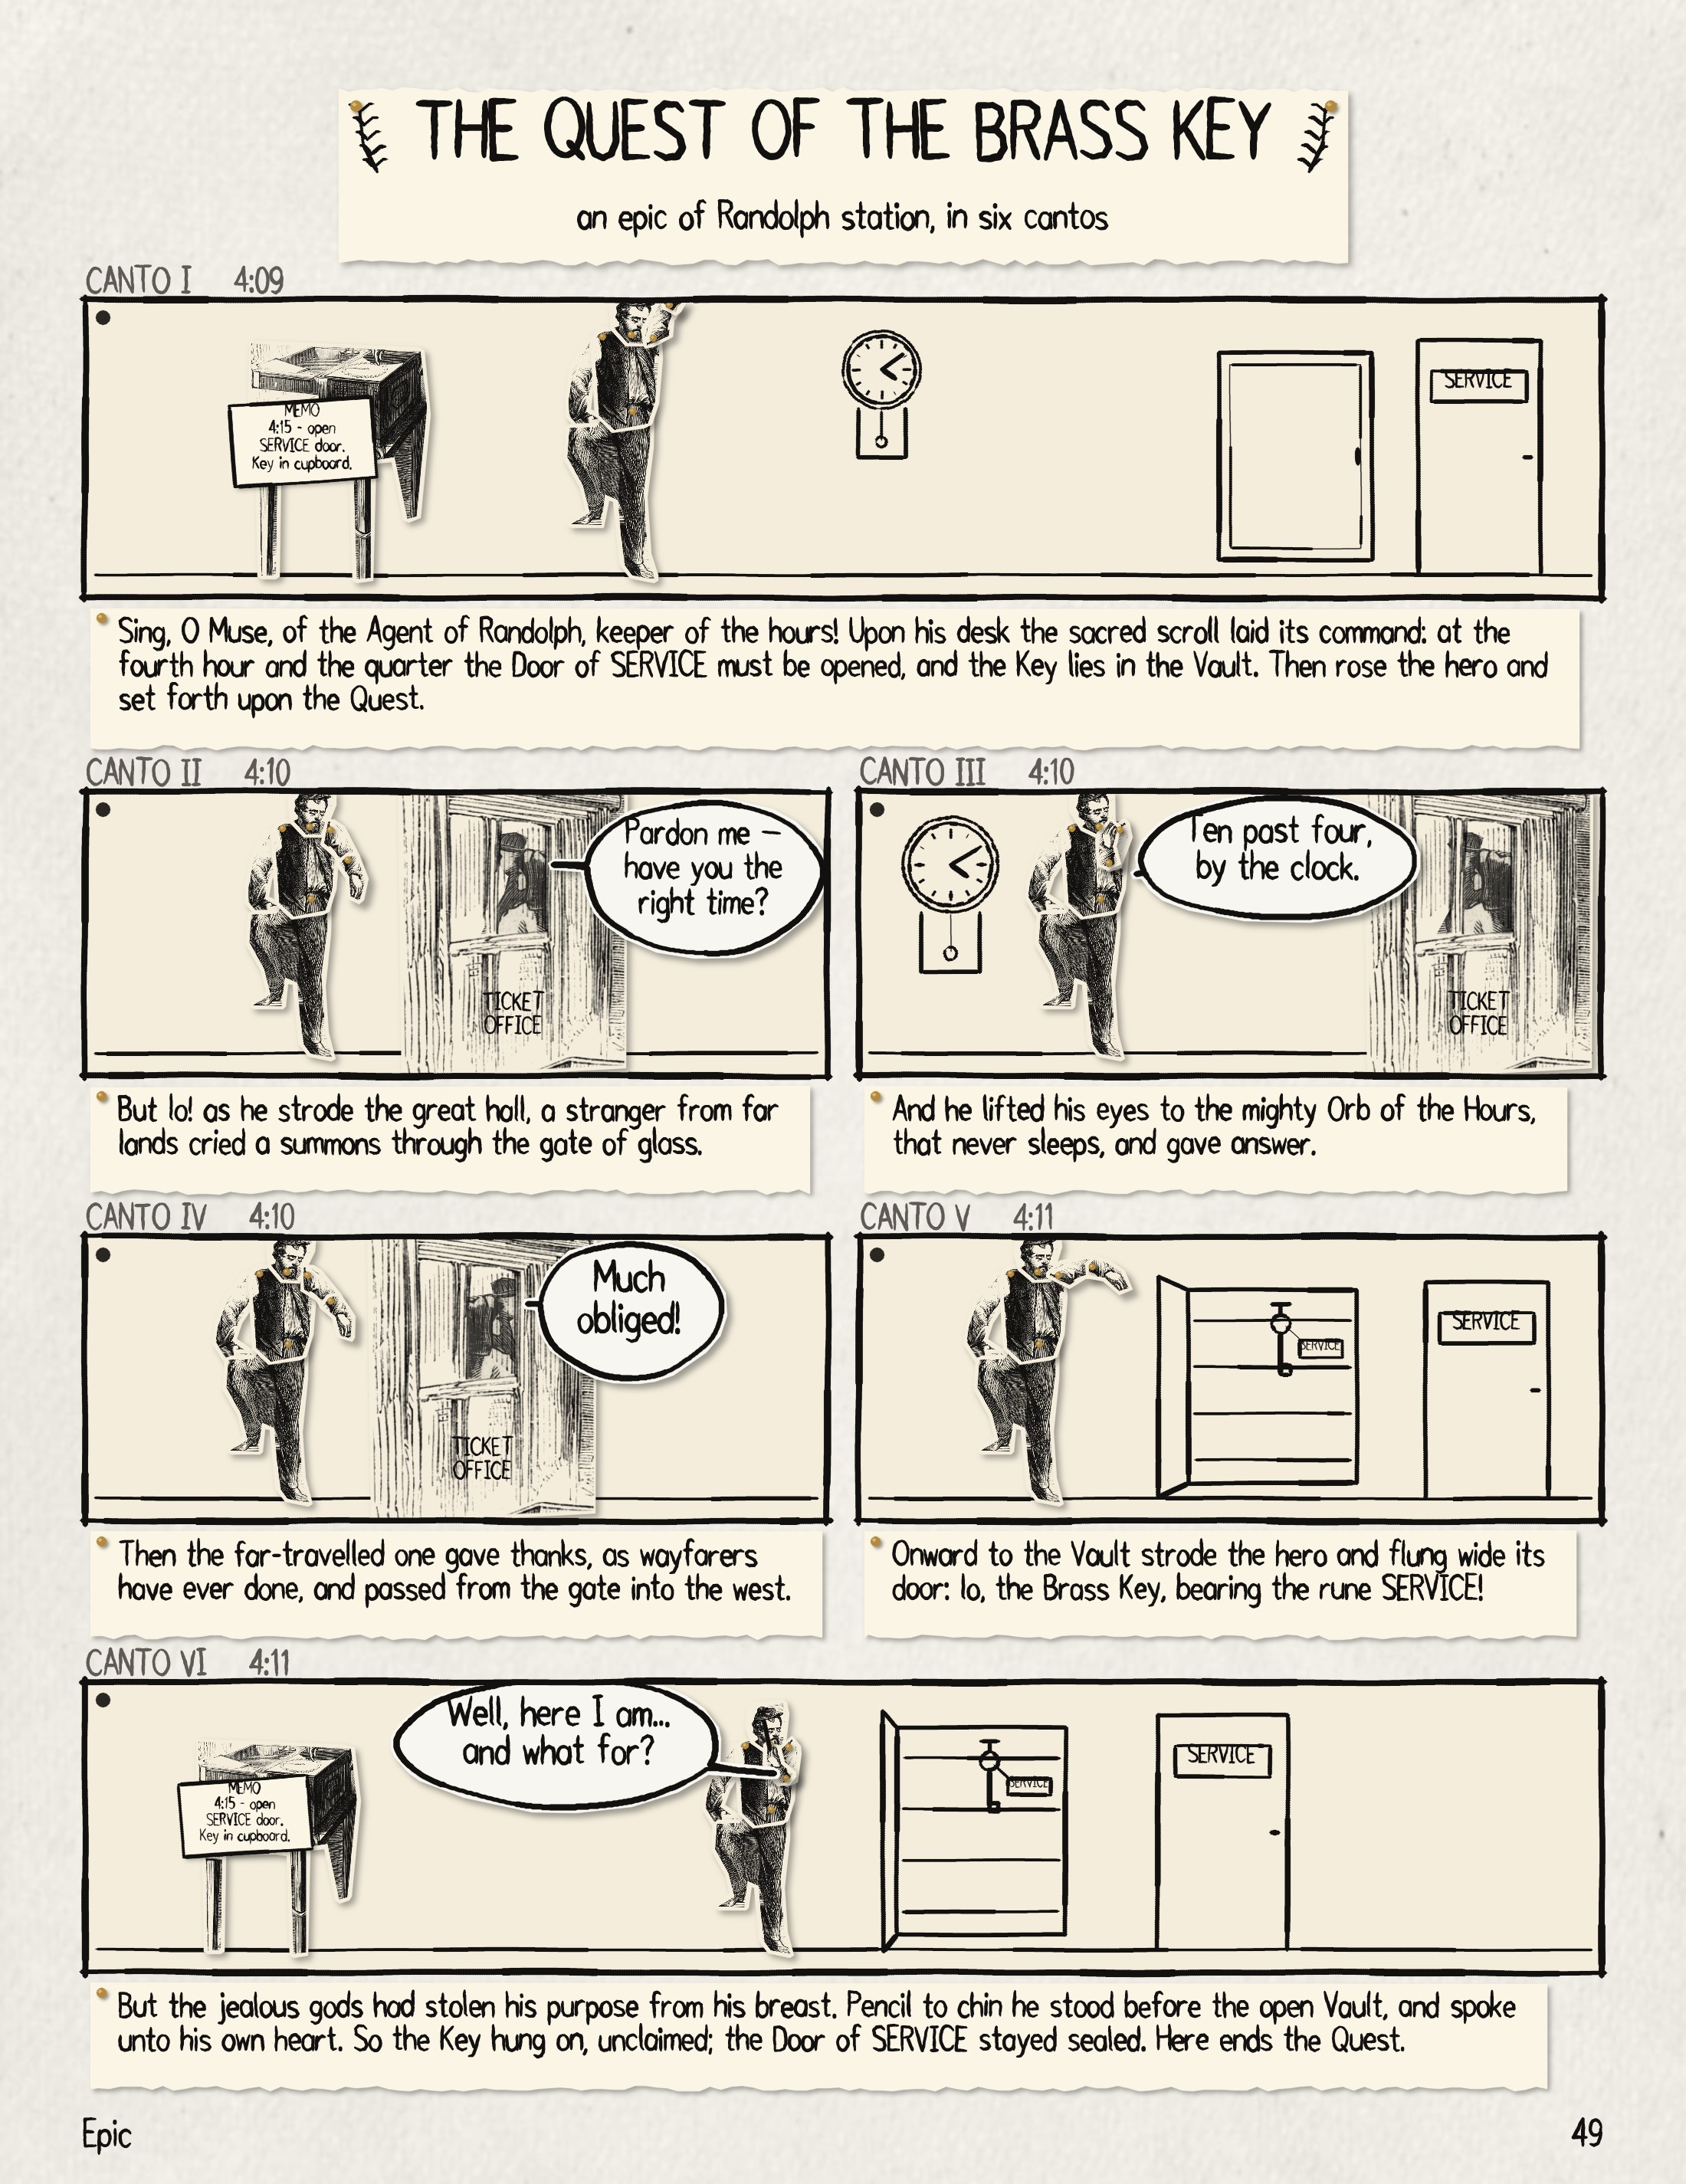 THE QUEST OF THE BRASS KEY
an epic of Randolph station, in six cantos
CANTO I 4:09
MEMO
4:15 - open
SERVICE door.
Key in cupboard.
SERVICE
Sing, O Muse, of the Agent of Randolph, keeper of the hours! Upon his desk the sacred scroll laid its command: at the
fourth hour and the quarter the Door of SERVICE must be opened, and the Key lies in the Vault. Then rose the hero and
set forth upon the Quest.
CANTO II 4:10
Pardon me —
have you the
right time?
TICKET
OFFICE
But lo! as he strode the great hall, a stranger from far
lands cried a summons through the gate of glass.
CANTO III 4:10
Ten past four,
by the clock.
TICKET
OFFICE
And he lifted his eyes to the mighty Orb of the Hours,
that never sleeps, and gave answer.
CANTO IV 4:10
Much
obliged!
TICKET
OFFICE
Then the far-travelled one gave thanks, as wayfarers
have ever done, and passed from the gate into the west.
CANTO V 4:11
SERVICE
SERVICE
Onward to the Vault strode the hero and flung wide its
door: lo, the Brass Key, bearing the rune SERVICE!
CANTO VI 4:11
Well, here I am...
and what for?
MEMO
4:15 - open
SERVICE door.
Key in cupboard.
SERVICE
SERVICE
But the jealous gods had stolen his purpose from his breast. Pencil to chin he stood before the open Vault, and spoke
unto his own heart. So the Key hung on, unclaimed; the Door of SERVICE stayed sealed. Here ends the Quest.
Epic
49